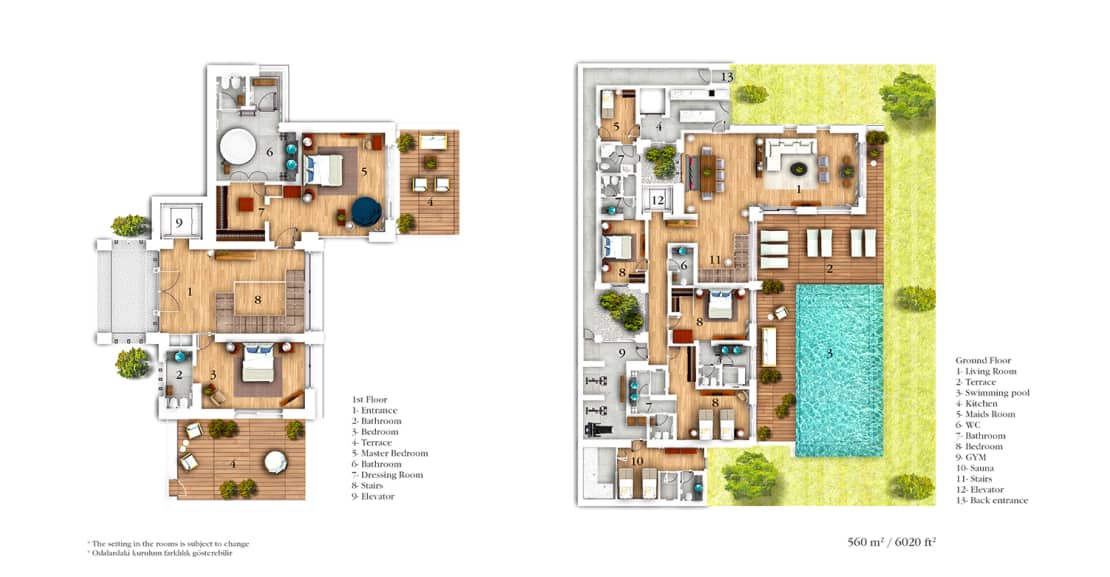 6
5
4
7
9
1
8
2
3
4
1st Floor
1- Entrance
2- Bathroom
3- Bedroom
4- Terrace
5- Master Bedroom
6- Bathroom
7- Dressing Room
8- Stairs
9- Elevator
* The setting in the rooms is subject to change
* Odalardaki kurulum farklılık gösterebilir
13
5
4
7
1
12
11
6
8
2
8
9
7
3
7
8
10
Ground Floor
1- Living Room
2- Terrace
3- Swimming pool
4- Kitchen
5- Maids Room
6- WC
7- Bathroom
8- Bedroom
9- GYM
10- Sauna
11- Stairs
12- Elevator
13- Back entrance
560 m² / 6020 ft²